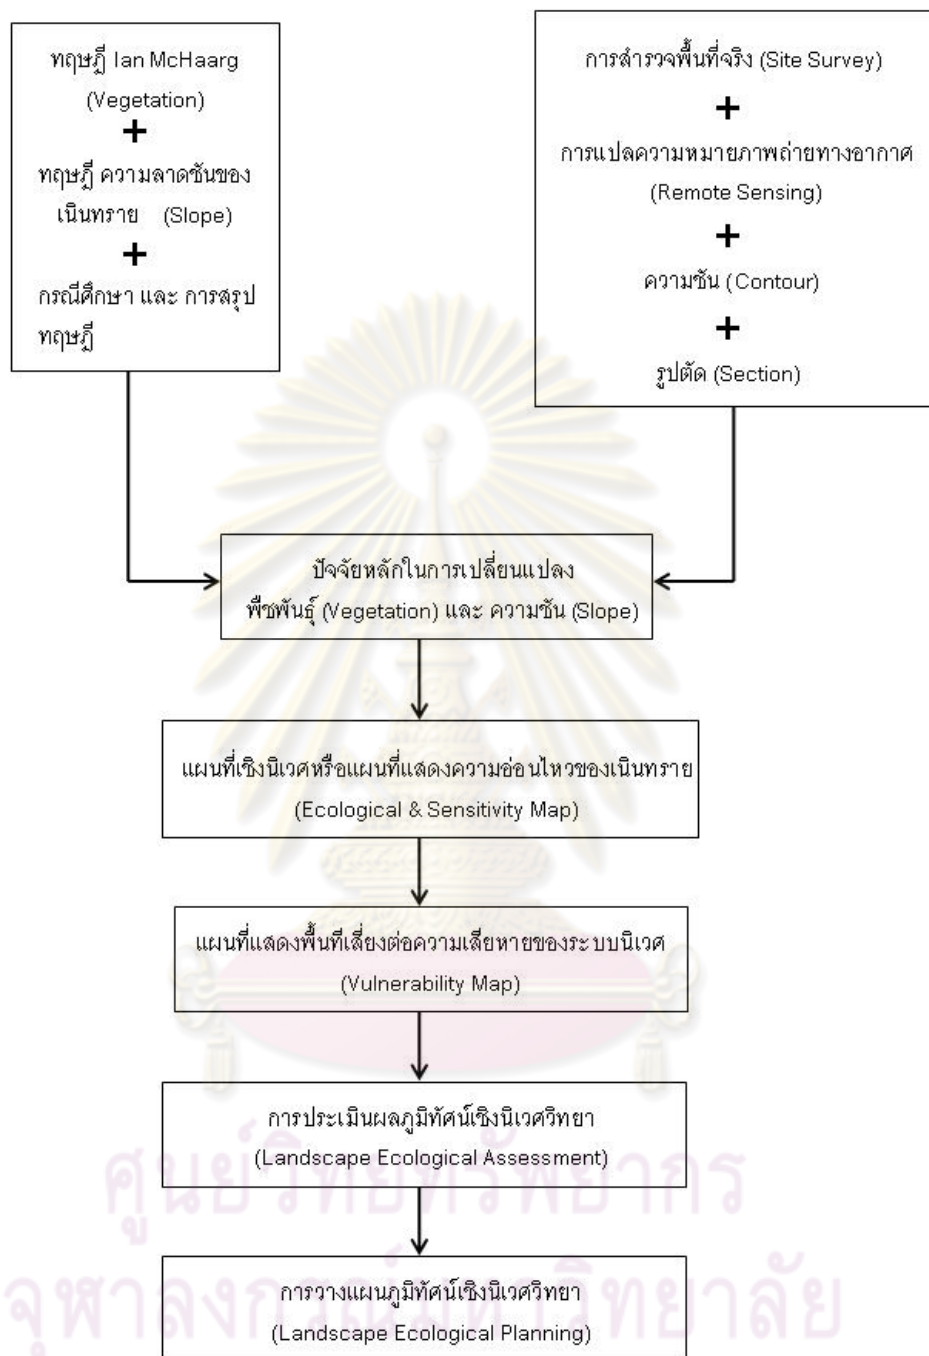 ทฤษฎี Ian McHaarg
(Vegetation)
+
ทฤษฎี ความลาดชันของ
เนินทราย (Slope)
+
กรณีศึกษา และ การสรุป
ทฤษฎี
การสำรวจพื้นที่จริง (Site Survey)
+
การแปลความหมายภาพถ่ายทางอากาศ
(Remote Sensing)
+
ความชัน (Contour)
+
รูปตัด (Section)
ปัจจัยหลักในการเปลี่ยนแปลง
พืชพันธุ์ (Vegetation) และ ความชัน (Slope)
แผนที่เชิงนิเวศหรือแผนที่แสดงความอ่อนไหวของเนินทราย
(Ecological & Sensitivity Map)
แผนที่แสดงพื้นที่เสี่ยงต่อความเสียหายของระบบนิเวศ
(Vulnerability Map)
การประเมินผลภูมิทัศน์เชิงนิเวศวิทยา
(Landscape Ecological Assessment)
ศูนย์วิทยทรัพยากร
การวางแผนภูมิทัศน์เชิงนิเวศวิทยา
(Landscape Ecological Planning)
จุฬาลงกรณ์มหาวิทยาลัย